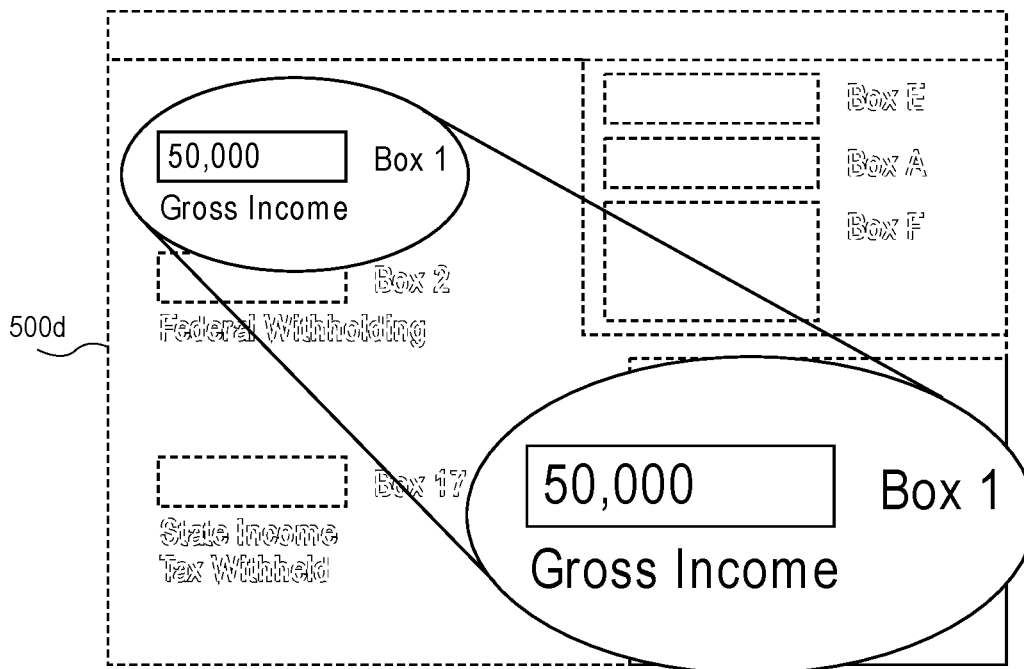 50,000 Box 1
Gross Income
Box 2
Federal Withholding
Box 17
State Income
Tax Withheld
Box E
Box A
Box F
500d
50,000 Box 1
Gross Income